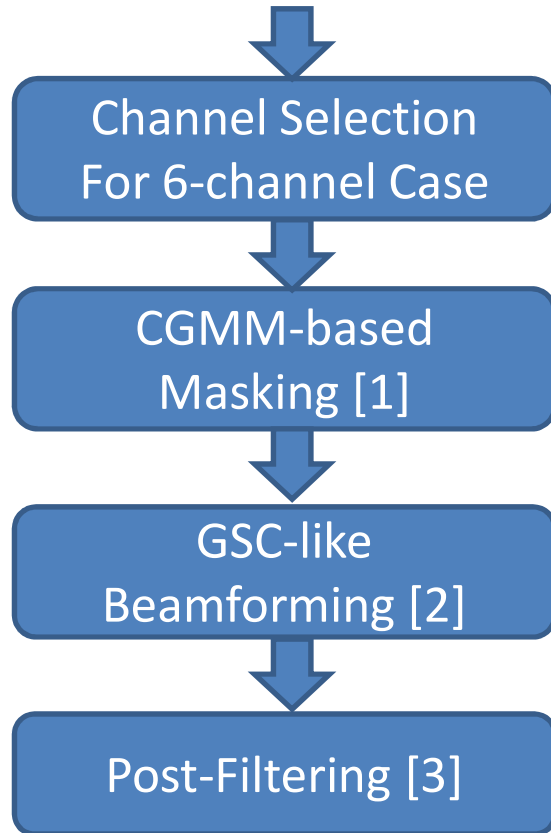 Channel Selection
For 6-channel Case
CGMM-based
Masking [1]
GSC-like
Beamforming [2]
Post-Filtering [3]